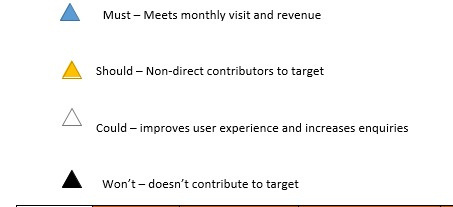 Must – Meets monthly visit and revenue
Should – Non-direct contributors to target
Could – improves user experience and increases enquiries
Won’t – doesn’t contribute to target